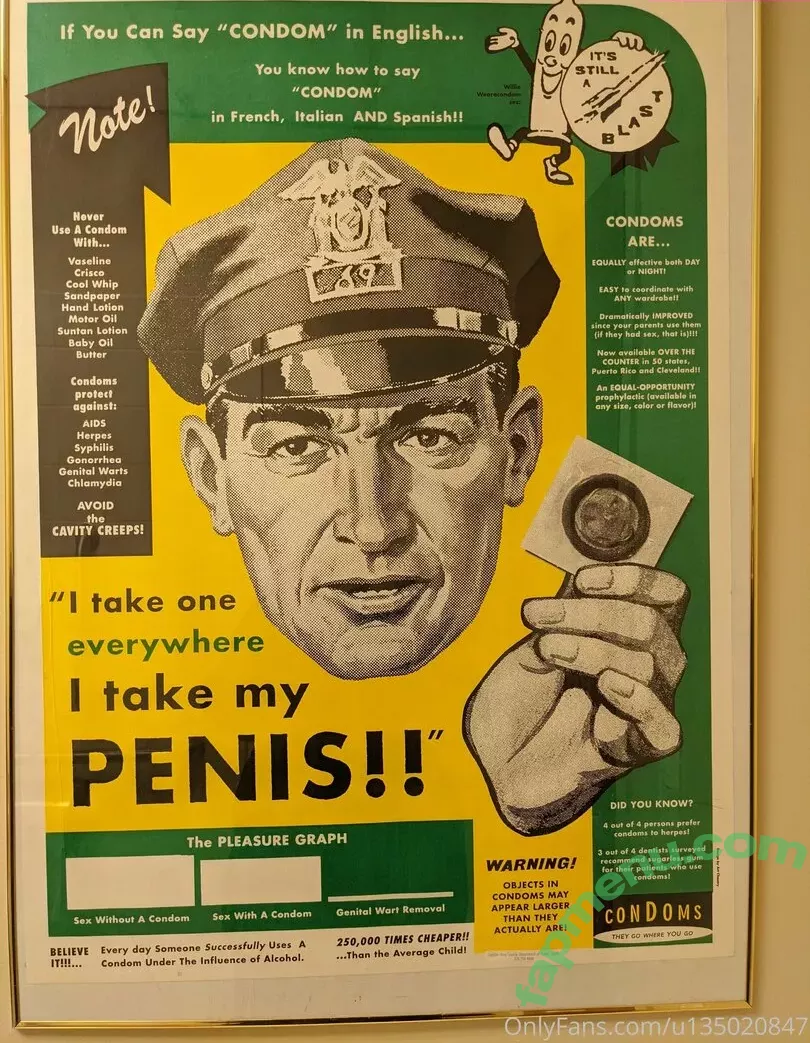 If You Can Say "CONDOM" in English...
You know how to say
"CONDOM"
in French, Italian AND Spanish!!
Willie
Wearecondom
IT'S
STILL
A
BLAST
Note!
Never
Use A Condom
With...
Vaseline
Crisco
Cool Whip
Sandpaper
Hand Lotion
Motor Oil
Suntan Lotion
Baby Oil
Butter
Condoms
protect
against:
AIDS
Herpes
Syphilis
Gonorrhea
Genital Warts
Chlamydia
AVOID
the
CAVITY CREEPS!
69
CONDOMS
ARE...
EQUALLY effective both DAY
or NIGHT!
EASY to coordinate with
ANY wardrobe!!
Dramatically IMPROVED
since your parents use them
(if they had sex, that is)!!!
Now available OVER THE
COUNTER in 50 states,
Puerto Rico and Cleveland!!
An EQUAL-OPPORTUNITY
prophylactic (available in
any size, color or flavor)!
"I take one
everywhere
I take my
PENIS!!"
The PLEASURE GRAPH
Sex Without A Condom
Sex With A Condom
Genital Wart Removal
BELIEVE
IT!!!...
Every day Someone Successfully Uses A
Condom Under The Influence of Alcohol.
250,000 TIMES CHEAPER!!
...Than the Average Child!
WARNING!
OBJECTS IN
CONDOMS MAY
APPEAR LARGER
THAN THEY
ACTUALLY ARE!
DID YOU KNOW?
4 out of 4 persons prefer
condoms to herpes!
3 out of 4 dentists surveyed
recommend sugarless gum
for their patients who use
condoms!
CONDOMS
THEY GO WHERE YOU GO
fapmenu.com
OnlyFans.com/u135020847